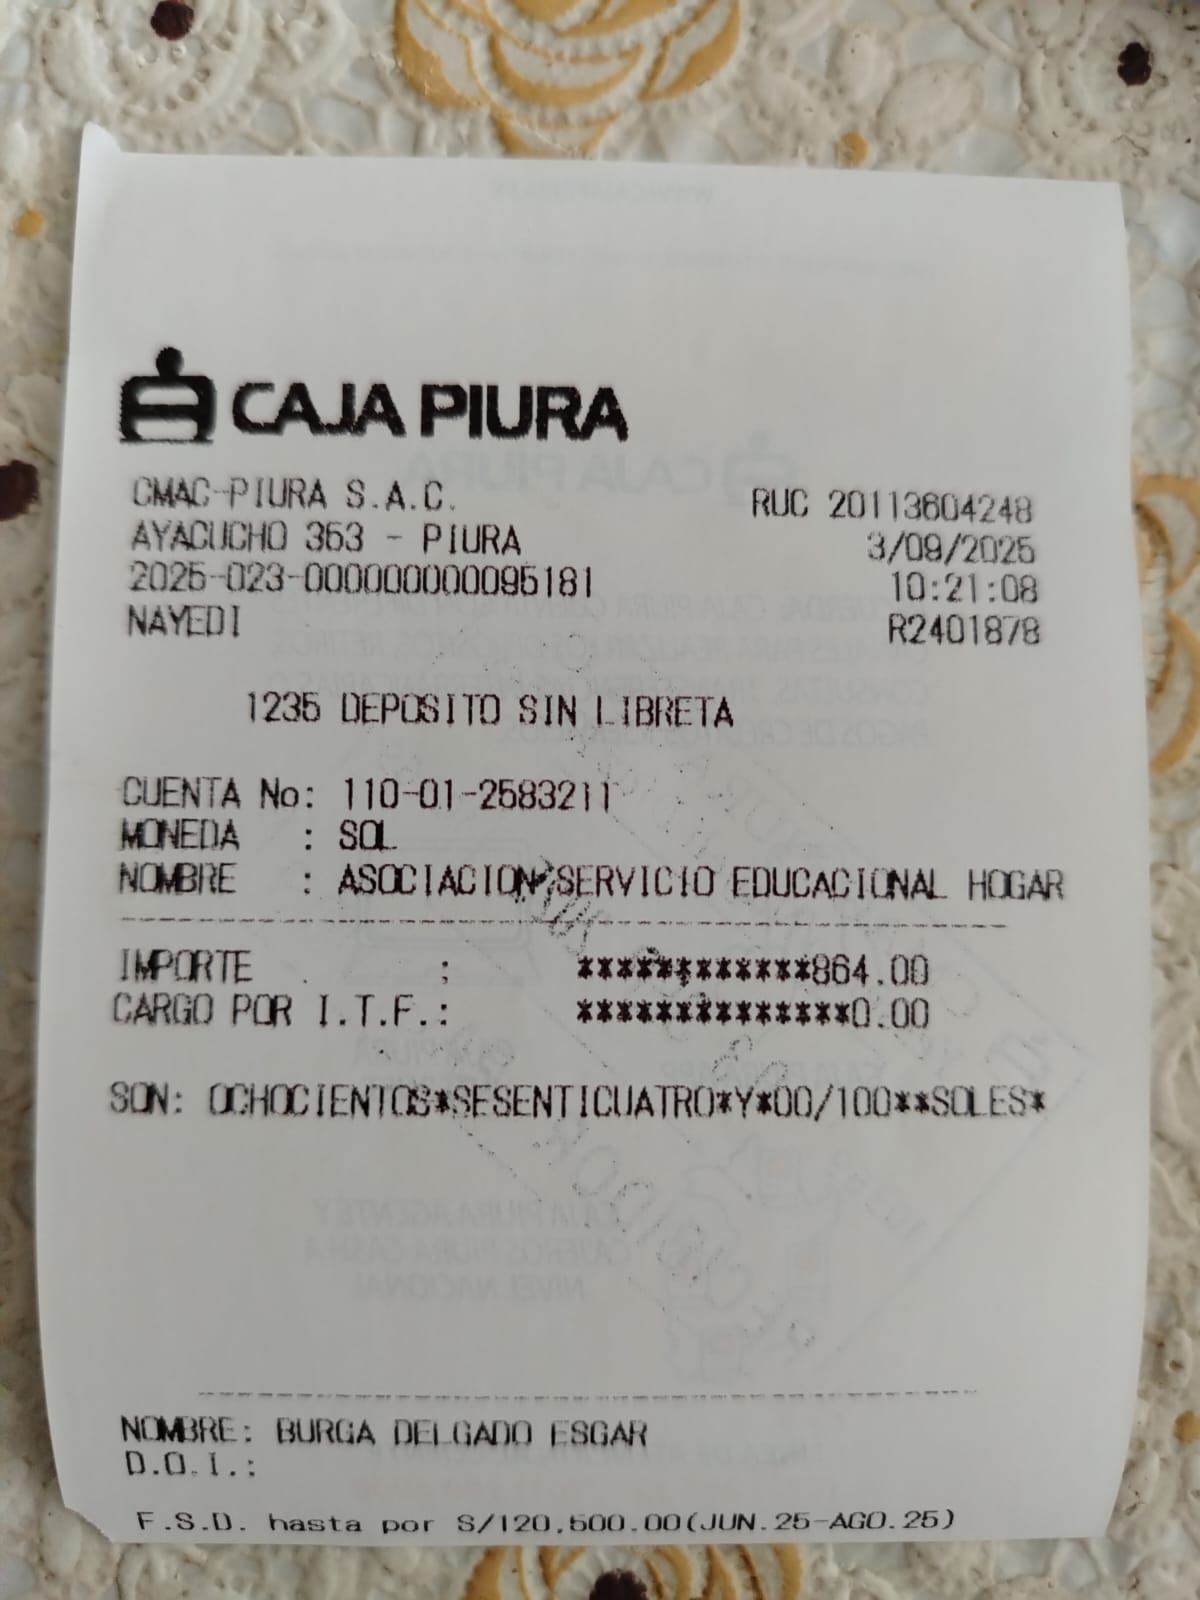 CAJA PIURA
CMAC-PIURA S.A.C. RUC 20113604248
AYACUCHO 353 - PIURA 3/09/2025
2025-023-000000000095181 10:21:08
NAYEDI R2401878
1235 DEPOSITO SIN LIBRETA
CUENTA No: 110-01-2583211
MONEDA : SOL
NOMBRE : ASOCIACION SERVICIO EDUCACIONAL HOGAR
IMPORTE : ************864.00
CARGO POR I.T.F.: **************0.00
SON: OCHOCIENTOS*SESENTICUATRO*Y*00/100**SOLES*
NOMBRE: BURGA DELGADO ESGAR
D.O.I.:
F.S.D. hasta por S/120,500.00(JUN.25-AGO.25)